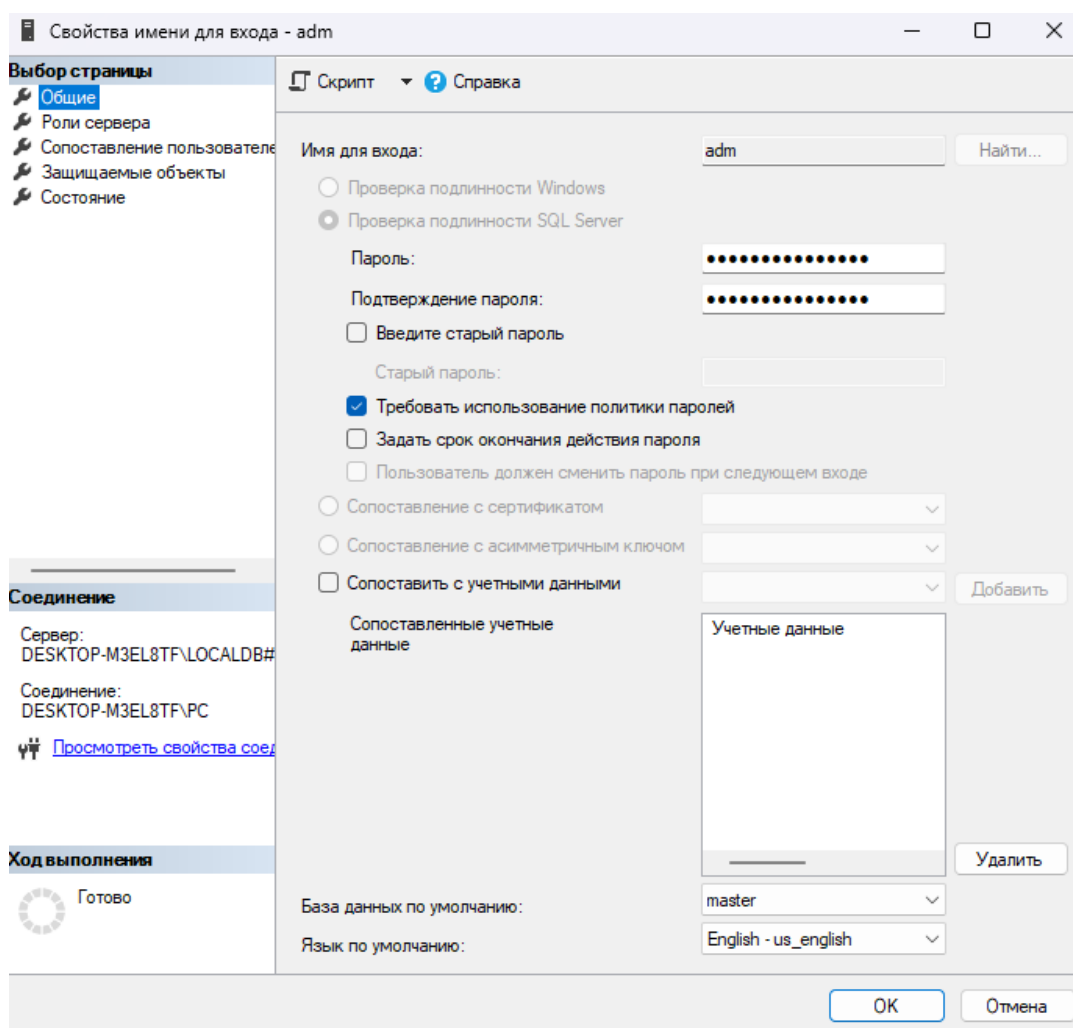 Свойства имени для входа - adm
Выбор страницы
Общие
Роли сервера
Сопоставление пользователе
Защищаемые объекты
Состояние
Скрипт
Справка
Имя для входа:
adm
Найти...
Проверка подлинности Windows
Проверка подлинности SQL Server
Пароль:
●●●●●●●●●●●●●●●
Подтверждение пароля:
●●●●●●●●●●●●●●●
Введите старый пароль
Старый пароль:
Требовать использование политики паролей
Задать срок окончания действия пароля
Пользователь должен сменить пароль при следующем входе
Сопоставление с сертификатом
Сопоставление с асимметричным ключом
Сопоставить с учетными данными
Добавить
Сопоставленные учетные
данные
Учетные данные
Удалить
База данных по умолчанию:
master
Язык по умолчанию:
English - us_english
Соединение
Сервер:
DESKTOP-M3EL8TF\LOCALDB#
Соединение:
DESKTOP-M3EL8TF\PC
Просмотреть свойства соед
Ход выполнения
Готово
OK
Отмена